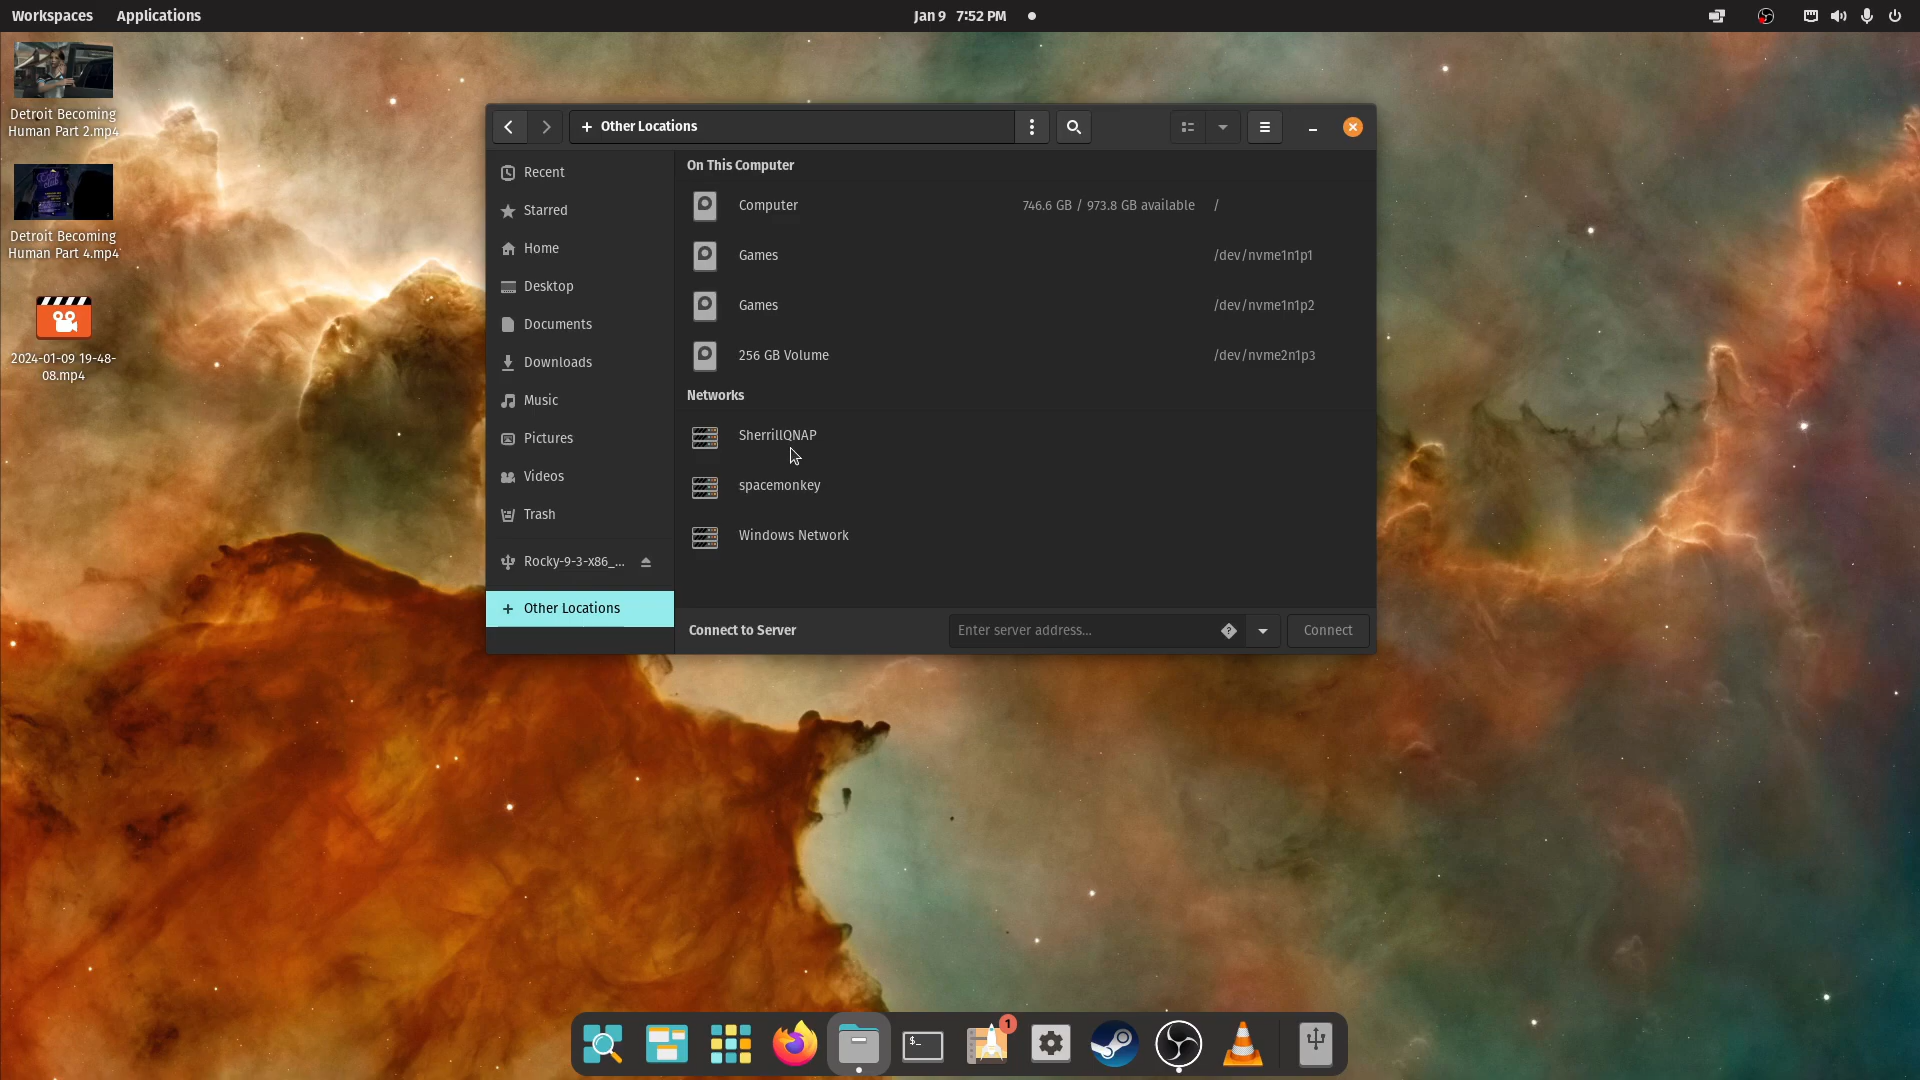 Workspaces Applications Jan 9 7:52 PM
Detroit Becoming
Human Part 2.mp4
Detroit Becoming
Human Part 4.mp4
2024-01-09 19-48-
08.mp4
Other Locations
Recent
Starred
Home
Desktop
Documents
Downloads
Music
Pictures
Videos
Trash
Rocky-9-3-x86_...
Other Locations
On This Computer
Computer 746.6 GB / 973.8 GB available /
Games /dev/nvme1n1p1
Games /dev/nvme1n1p2
256 GB Volume /dev/nvme2n1p3
Networks
SherrillQNAP
spacemonkey
Windows Network
Connect to Server Enter server address... Connect
$_
1